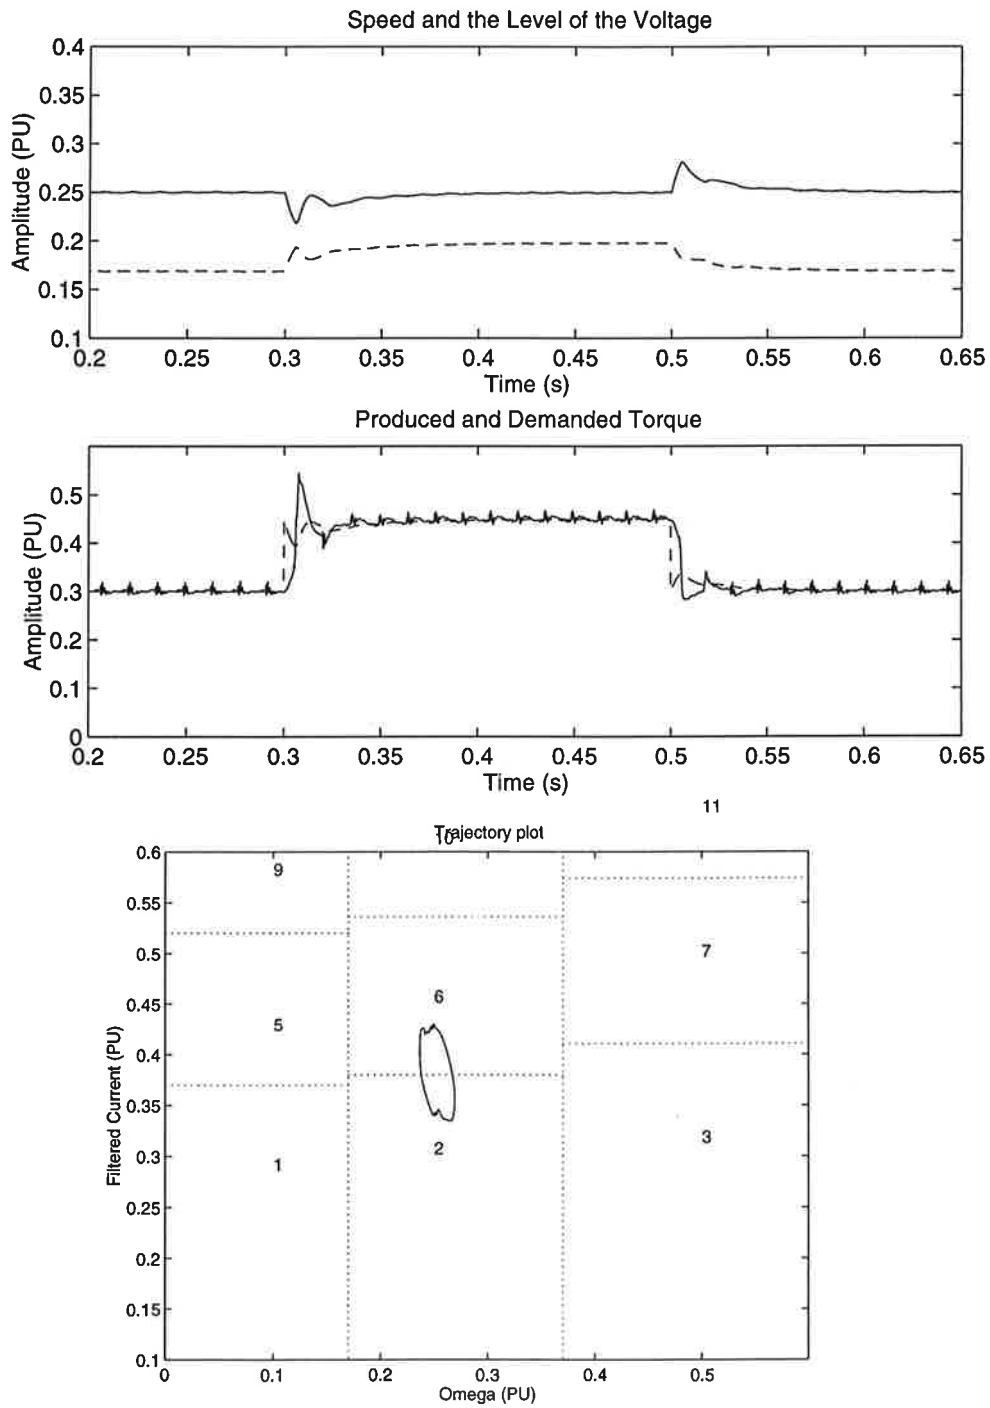 Speed and the Level of the Voltage
Amplitude (PU)
0.4
0.35
0.3
0.25
0.2
0.15
0.1
0.2 0.25 0.3 0.35 0.4 0.45 0.5 0.55 0.6 0.65
Time (s)
Produced and Demanded Torque
Amplitude (PU)
0.5
0.4
0.3
0.2
0.1
0
0.2 0.25 0.3 0.35 0.4 0.45 0.5 0.55 0.6 0.65
Time (s)
11
Trajectory plot
10
Filtered Current (PU)
0.6
0.55
0.5
0.45
0.4
0.35
0.3
0.25
0.2
0.15
0.1
9
7
6
5
3
2
1
0 0.1 0.2 0.3 0.4 0.5
Omega (PU)